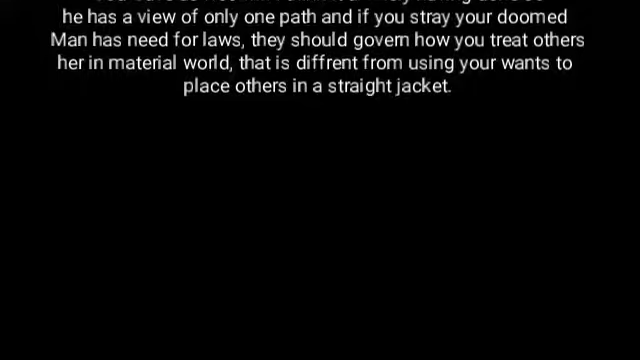 he has a view of only one path and if you stray your doomed
Man has need for laws, they should govern how you treat others
her in material world, that is diffrent from using your wants to
place others in a straight jacket.